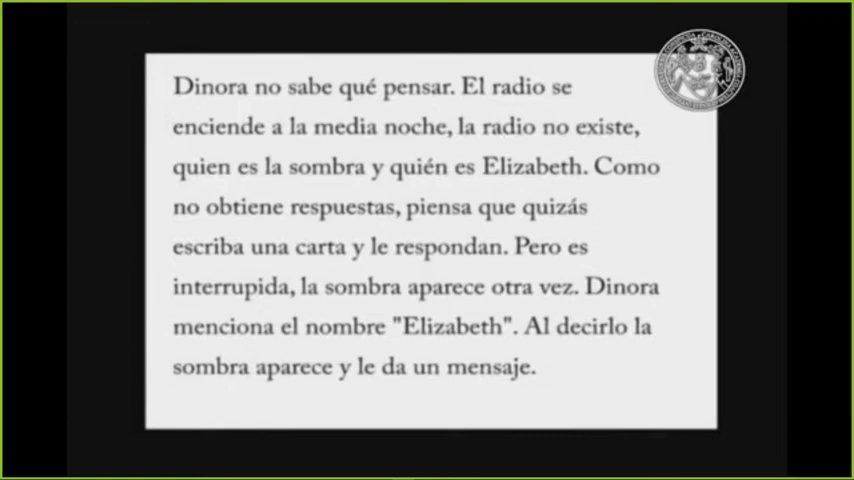 Dinora no sabe qué pensar. El radio se
enciende a la media noche, la radio no existe,
quien es la sombra y quién es Elizabeth. Como
no obtiene respuestas, piensa que quizás
escriba una carta y le respondan. Pero es
interrupida, la sombra aparece otra vez. Dinora
menciona el nombre "Elizabeth". Al decirlo la
sombra aparece y le da un mensaje.